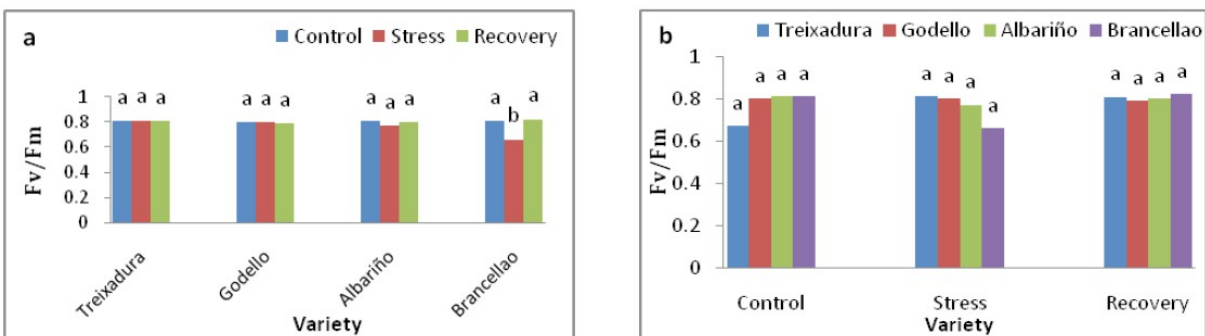 a
Control Stress Recovery
a a a a a a a a a a b a
1
0.8
0.6
0.4
0.2
0
Fv/Fm
Treixadura Godello Albariño Brancellao
Variety
b
Treixadura Godello Albariño Brancellao
a a a a a a a a a a a a
1
0.8
0.6
0.4
0.2
0
Fv/Fm
Control Stress Recovery
Variety